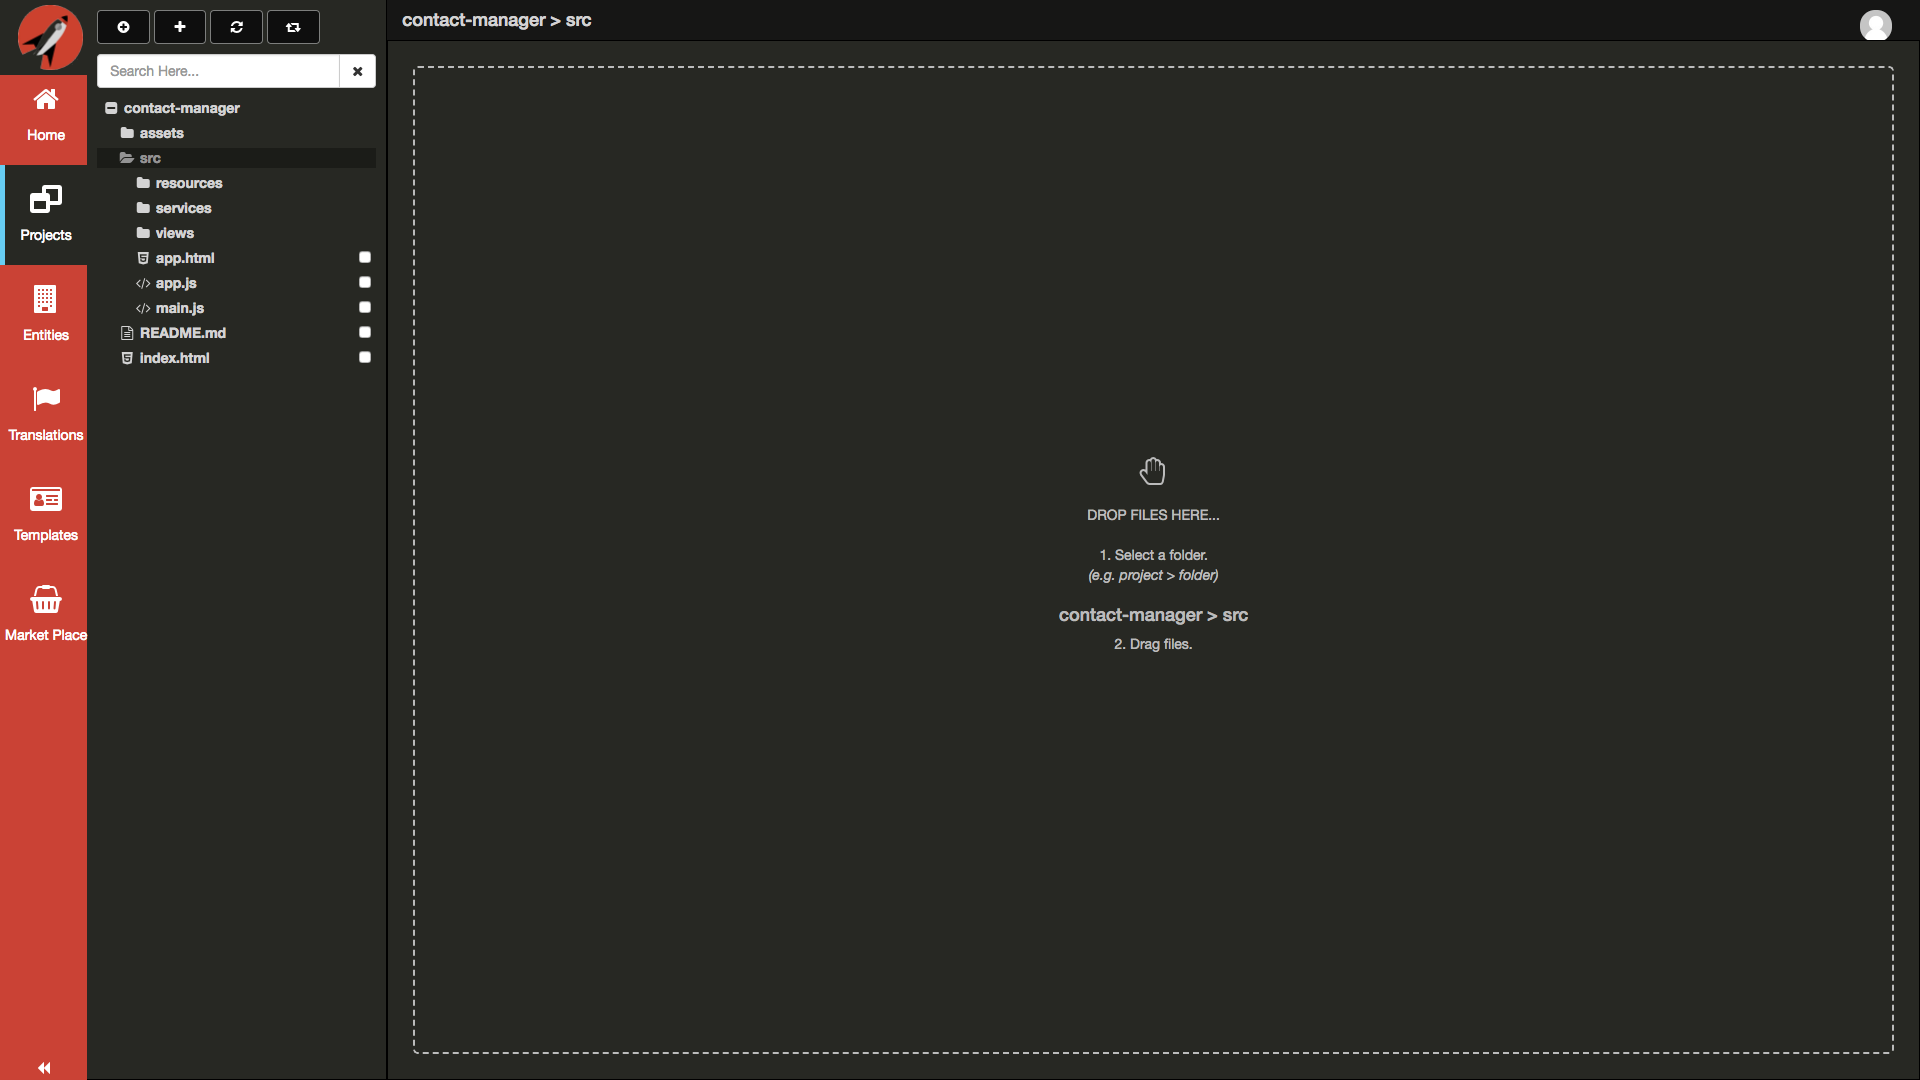 contact-manager > src
Search Here...
Home
Projects
Entities
Translations
Templates
Market Place
contact-manager
assets
src
resources
services
views
app.html
app.js
main.js
README.md
index.html
DROP FILES HERE...
1. Select a folder.
(e.g. project > folder)
contact-manager > src
2. Drag files.